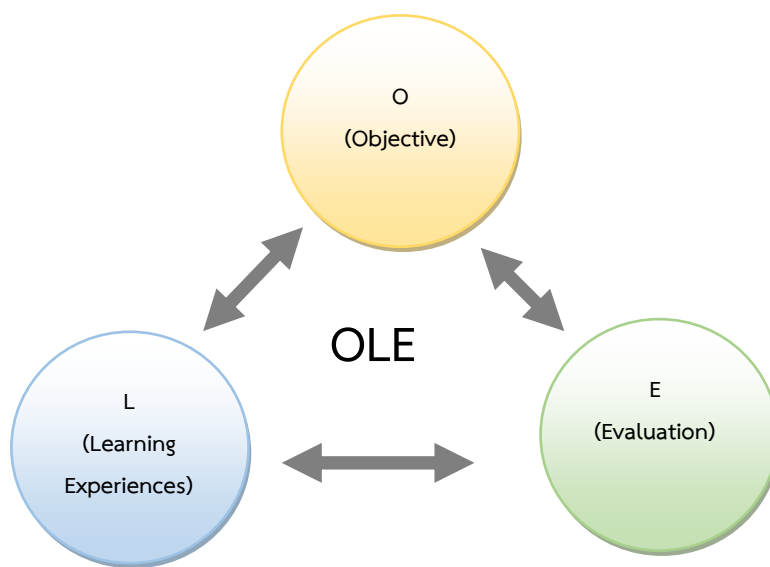 O
(Objective)
OLE
L
(Learning
Experiences)
E
(Evaluation)